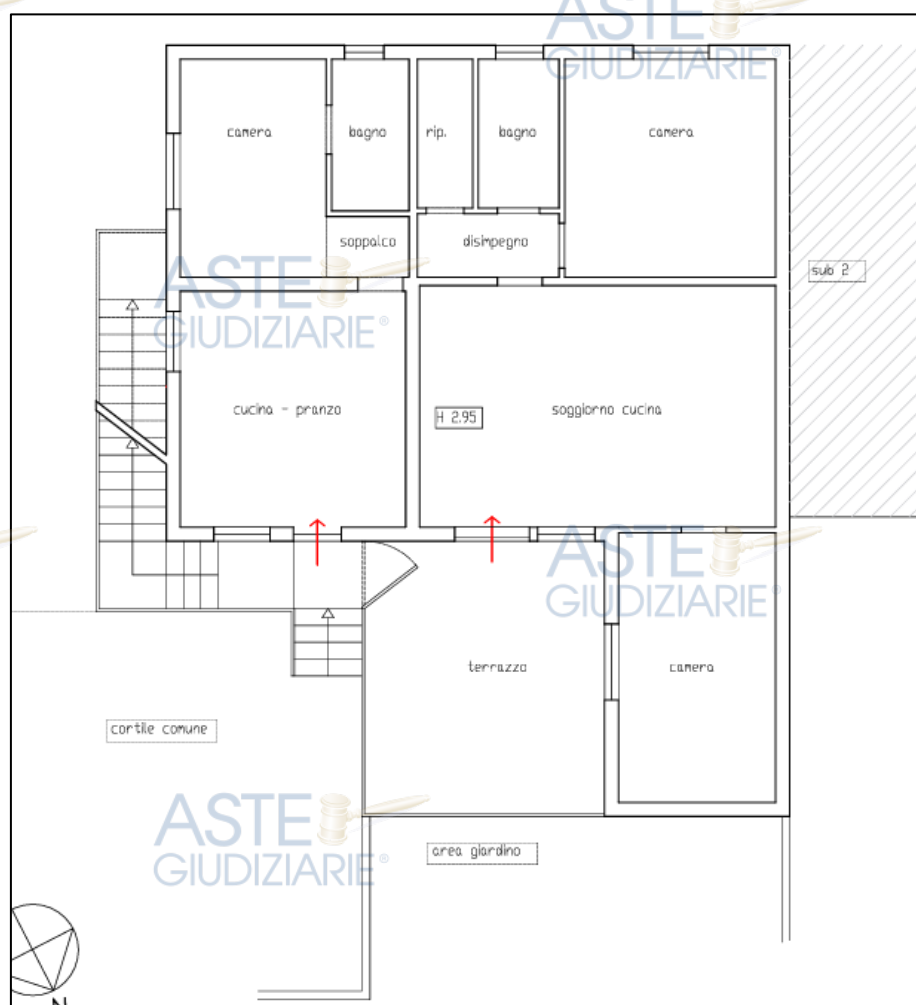 ASTE
GIUDIZIARIE®
camera
bagno
rip.
bagno
camera
soppalco
disimpegno
sub 2
ASTE
GIUDIZIARIE®
cucina - pranzo
H 2.95
soggiorno cucina
ASTE
GIUDIZIARIE®
terrazzo
camera
cortile comune
ASTE
GIUDIZIARIE®
area giardino
N